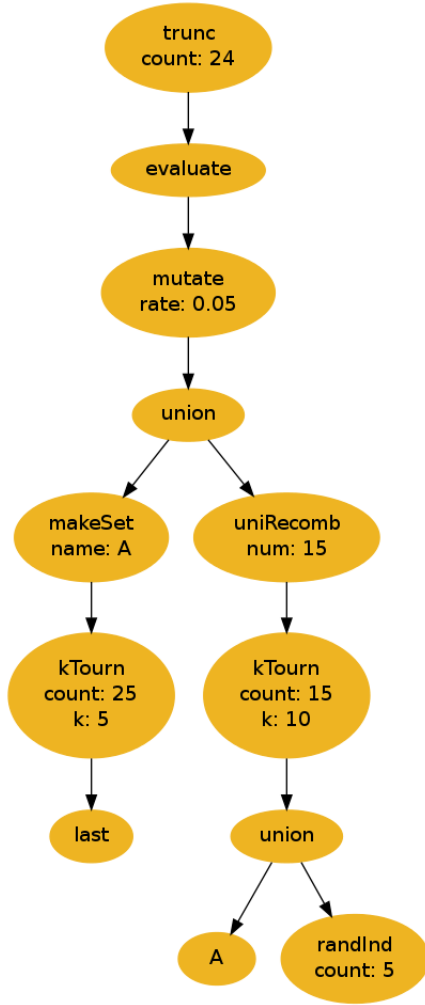 trunc
count: 24
evaluate
mutate
rate: 0.05
union
makeSet
name: A
uniRecomb
num: 15
kTourn
count: 25
k: 5
kTourn
count: 15
k: 10
last
union
A
randInd
count: 5